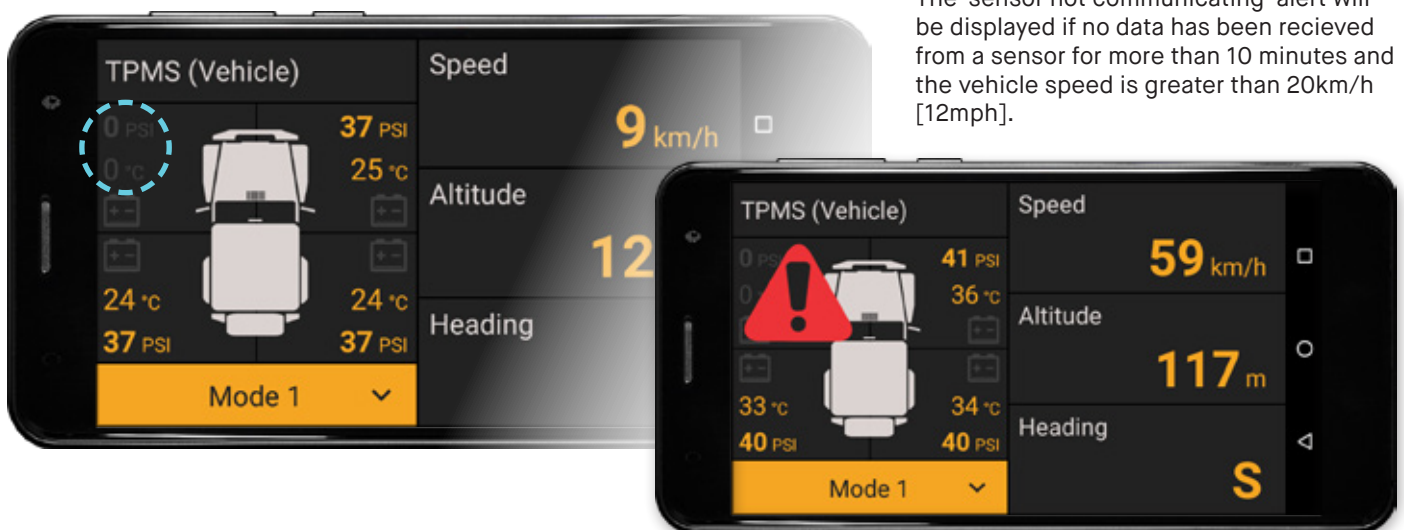 The 'sensor not communicating' alert will
be displayed if no data has been recieved
from a sensor for more than 10 minutes and
the vehicle speed is greater than 20km/h
[12mph].
TPMS (Vehicle)
0 PSI
37 PSI
0 °C
25 °C
24 °C
24 °C
37 PSI
37 PSI
Mode 1
Speed
9 km/h
Altitude
12
Heading
TPMS (Vehicle)
0 PS
41 PSI
0
36 °C
33 °C
34 °C
40 PSI
40 PSI
Mode 1
Speed
59 km/h
Altitude
117 m
Heading
S